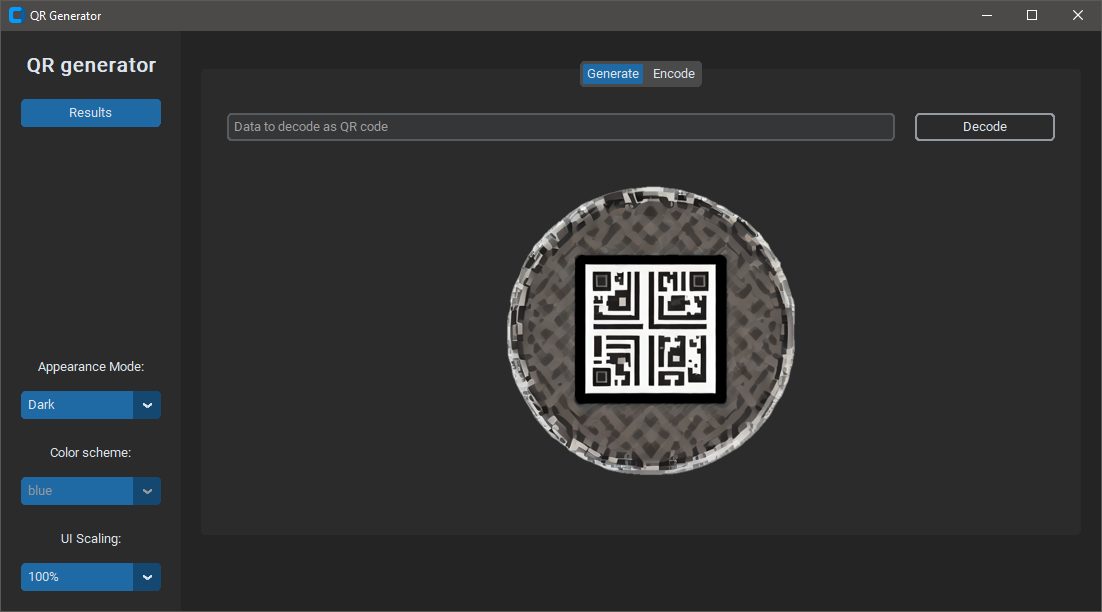 QR Generator
QR generator
Results
Appearance Mode:
Dark
Color scheme:
blue
UI Scaling:
100%
Generate Encode
Data to decode as QR code
Decode